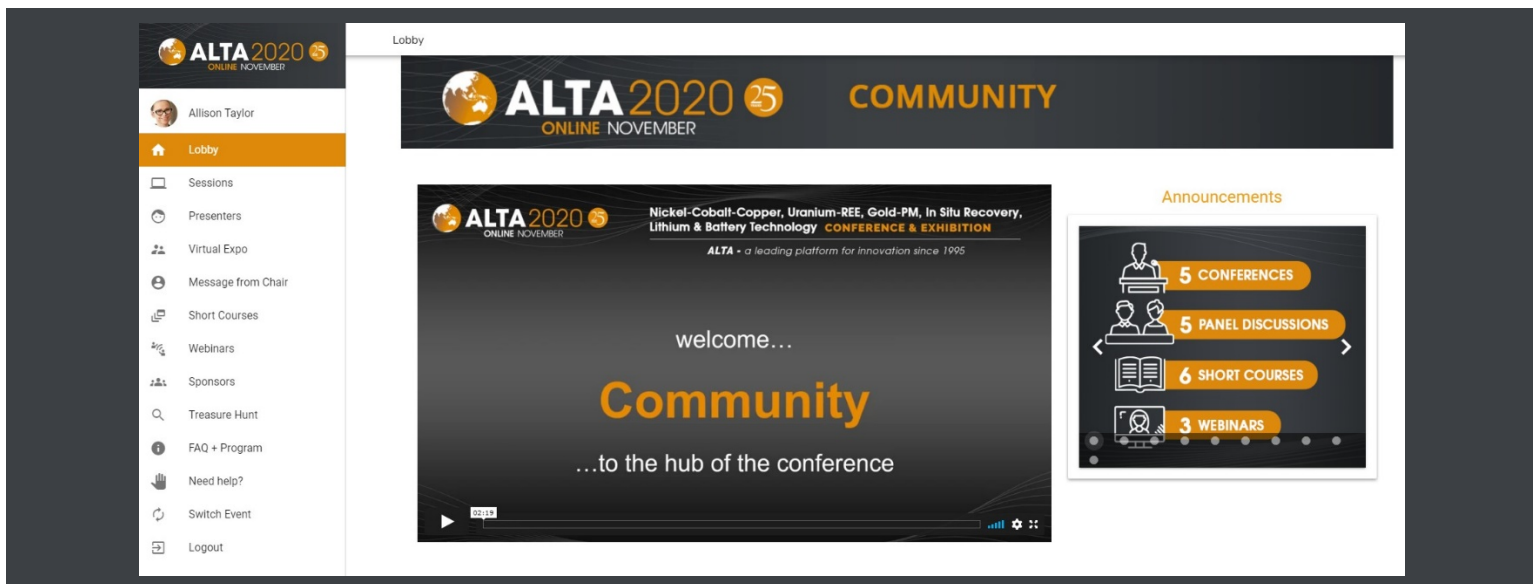 ALTA 2020 25
ONLINE NOVEMBER
Allison Taylor
Lobby
Sessions
Presenters
Virtual Expo
Message from Chair
Short Courses
Webinars
Sponsors
Treasure Hunt
FAQ + Program
Need help?
Switch Event
Logout
Lobby
ALTA 2020 25
ONLINE NOVEMBER
COMMUNITY
ALTA 2020 25
ONLINE NOVEMBER
Nickel-Cobalt-Copper, Uranium-REE, Gold-PM, In Situ Recovery,
Lithium & Battery Technology CONFERENCE & EXHIBITION
ALTA - a leading platform for innovation since 1995
welcome...
Community
...to the hub of the conference
02:19
Announcements
5 CONFERENCES
5 PANEL DISCUSSIONS
6 SHORT COURSES
3 WEBINARS